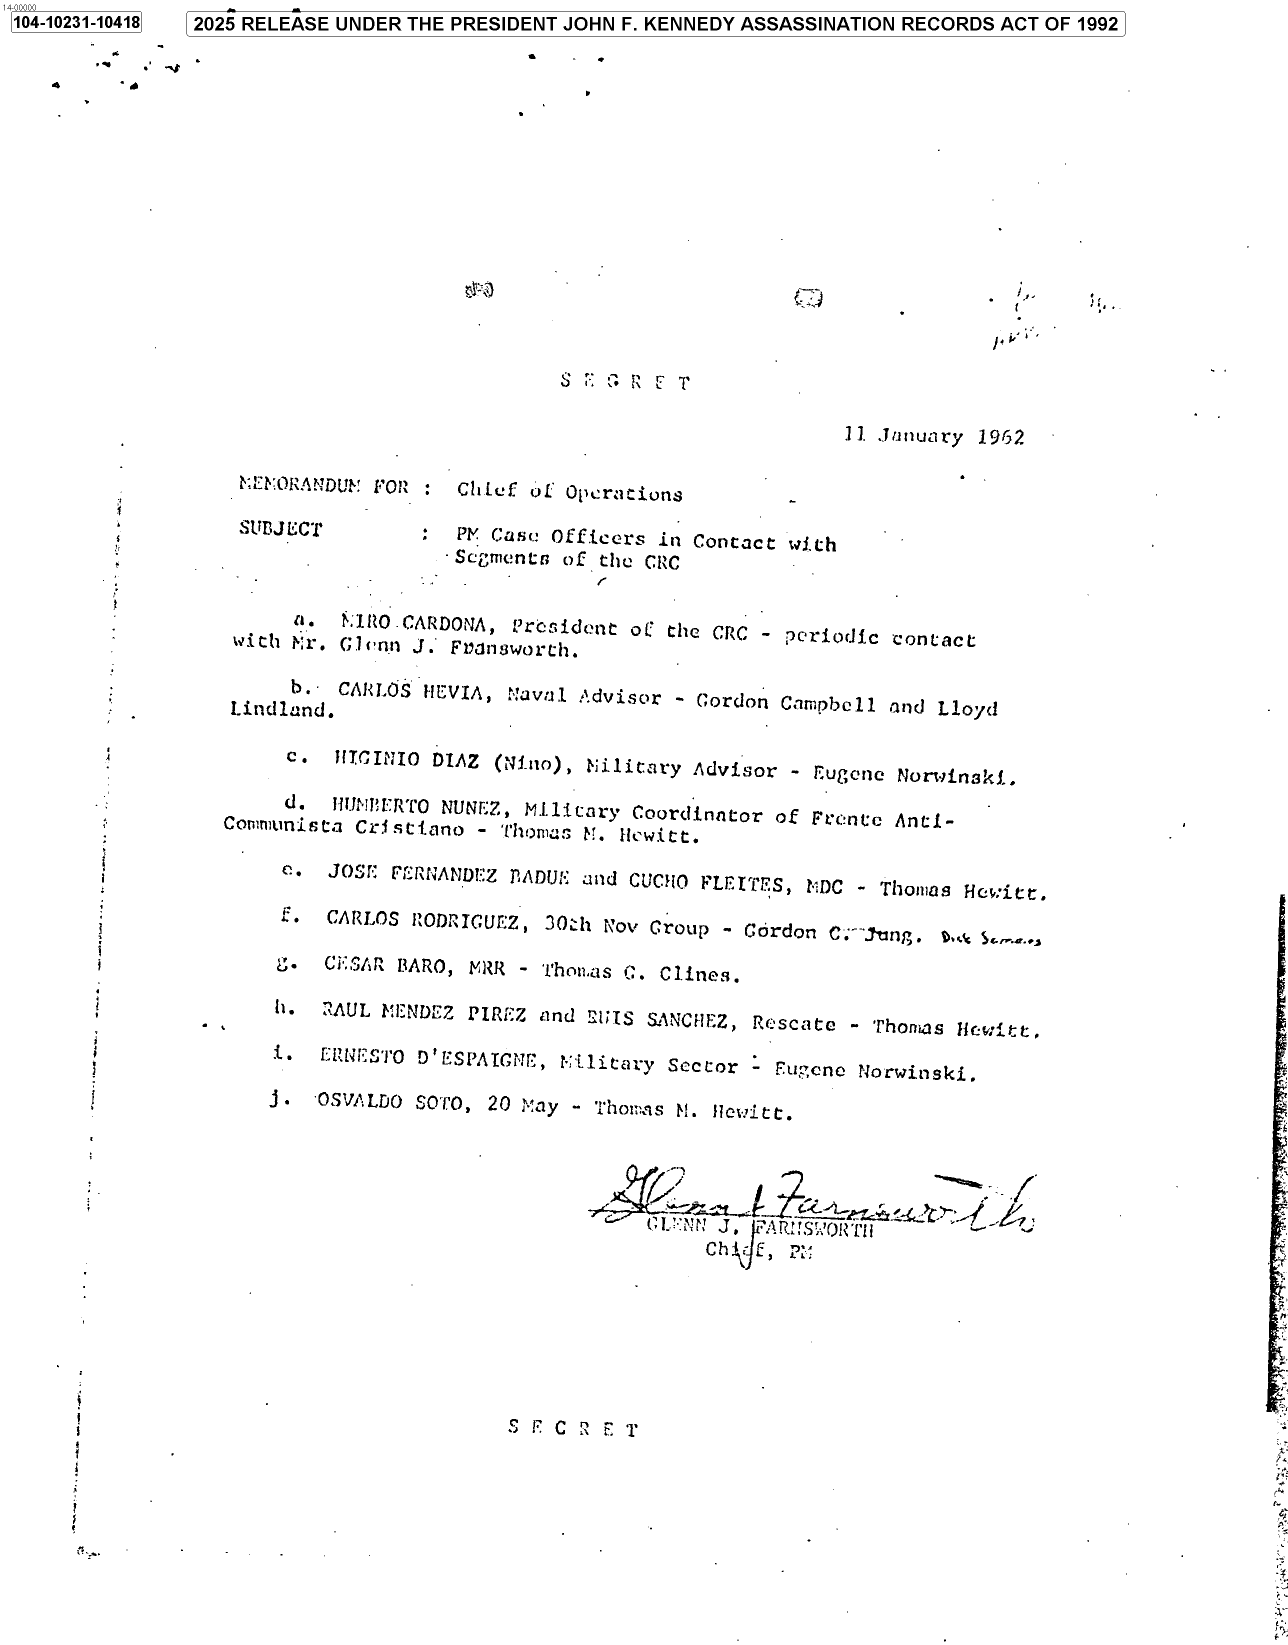 14-00000
104-10231-10418
2025 RELEASE UNDER THE PRESIDENT JOHN F. KENNEDY ASSASSINATION RECORDS ACT OF 1992
S E C R E T
11 January 1962
MEMORANDUM FOR : Chief of Operations
SUBJECT : PM Case Officers in Contact with
Segments of the CRC
a. MIRO CARDONA, President of the CRC - periodic contact
with Mr. Glenn J. Fransworth.
b. CARLOS HEVIA, Naval Advisor - Gordon Campbell and Lloyd
Lindland.
c. HIGINIO DIAZ (Nino), Military Advisor - Eugene Norwinski.
d. HUMBERTO NUNEZ, Military Coordinator of Frente Anti-
Communista Cristiano - Thomas M. Hewitt.
e. JOSE FERNANDEZ BADUE and CUCHO FLEITES, MDC - Thomas Hewitt.
f. CARLOS RODRIGUEZ, 30th Nov Group - Gordon C. Jung. Dick
g. CESAR BARO, MRR - Thomas G. Clines.
h. RAUL MENDEZ PIREZ and LUIS SANCHEZ, Rescate - Thomas Hewitt.
i. ERNESTO D'ESPAIGNE, Military Sector - Eugene Norwinski.
j. OSVALDO SOTO, 20 May - Thomas M. Hewitt.
Glenn J Farnsworth
GLENN J. FARNSWORTH
Chief, PM
S E C R E T